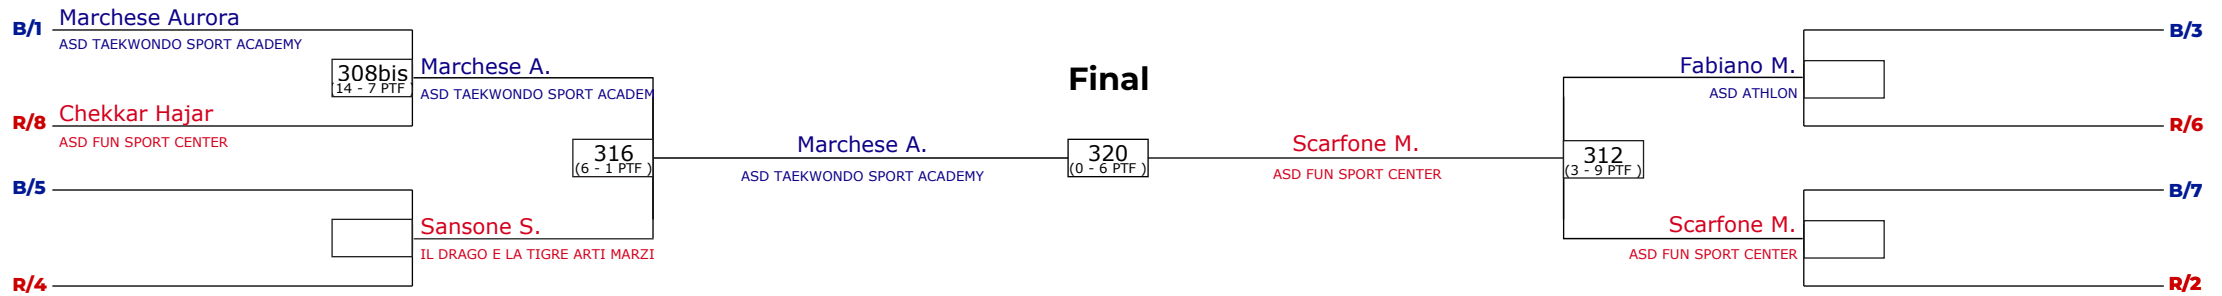 B/1
Marchese Aurora
ASD TAEKWONDO SPORT ACADEMY
308bis
(14 - 7 PTF
R/8
Chekkar Hajar
ASD FUN SPORT CENTER
Marchese A.
ASD TAEKWONDO SPORT ACADEM
316
(6 - 1 PTF )
B/5
R/4
Sansone S.
IL DRAGO E LA TIGRE ARTI MARZI
Marchese A.
ASD TAEKWONDO SPORT ACADEMY
Final
320
(0 - 6 PTF )
Scarfone M.
ASD FUN SPORT CENTER
312
(3 - 9 PTF )
Fabiano M.
ASD ATHLON
B/3
R/6
Scarfone M.
ASD FUN SPORT CENTER
B/7
R/2